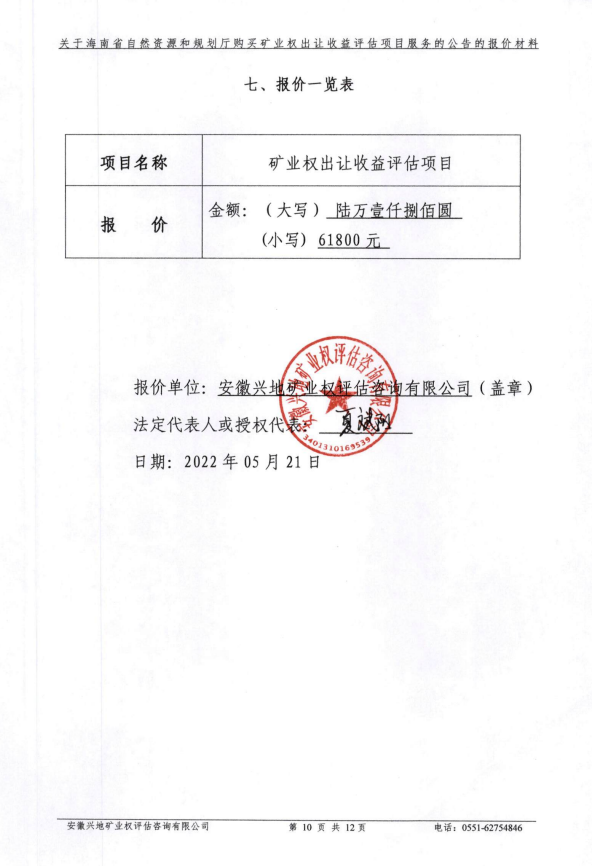 关于海南省自然资源和规划厅购买矿业权出让收益评估项目服务的公告的报价材料
七、报价一览表
项目名称 矿业权出让收益评估项目
报 价 金额：（大写）陆万壹仟捌佰圆
(小写) 61800 元
报价单位：安徽兴地矿业权评估咨询有限公司（盖章）
法定代表人或授权代表：
日期：2022 年 05 月 21 日
安徽兴地矿业权评估咨询有限公司
3401310169539
安徽兴地矿业权评估咨询有限公司 第 10 页 共 12 页 电话：0551-62754846